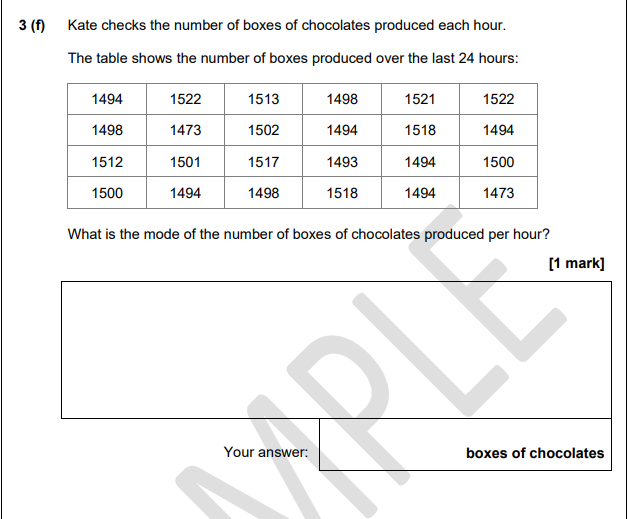 3 (f) Kate checks the number of boxes of chocolates produced each hour.
The table shows the number of boxes produced over the last 24 hours:
1494 1522 1513 1498 1521 1522
1498 1473 1502 1494 1518 1494
1512 1501 1517 1493 1494 1500
1500 1494 1498 1518 1494 1473
What is the mode of the number of boxes of chocolates produced per hour?
[1 mark]
Your answer: boxes of chocolates
MPLE